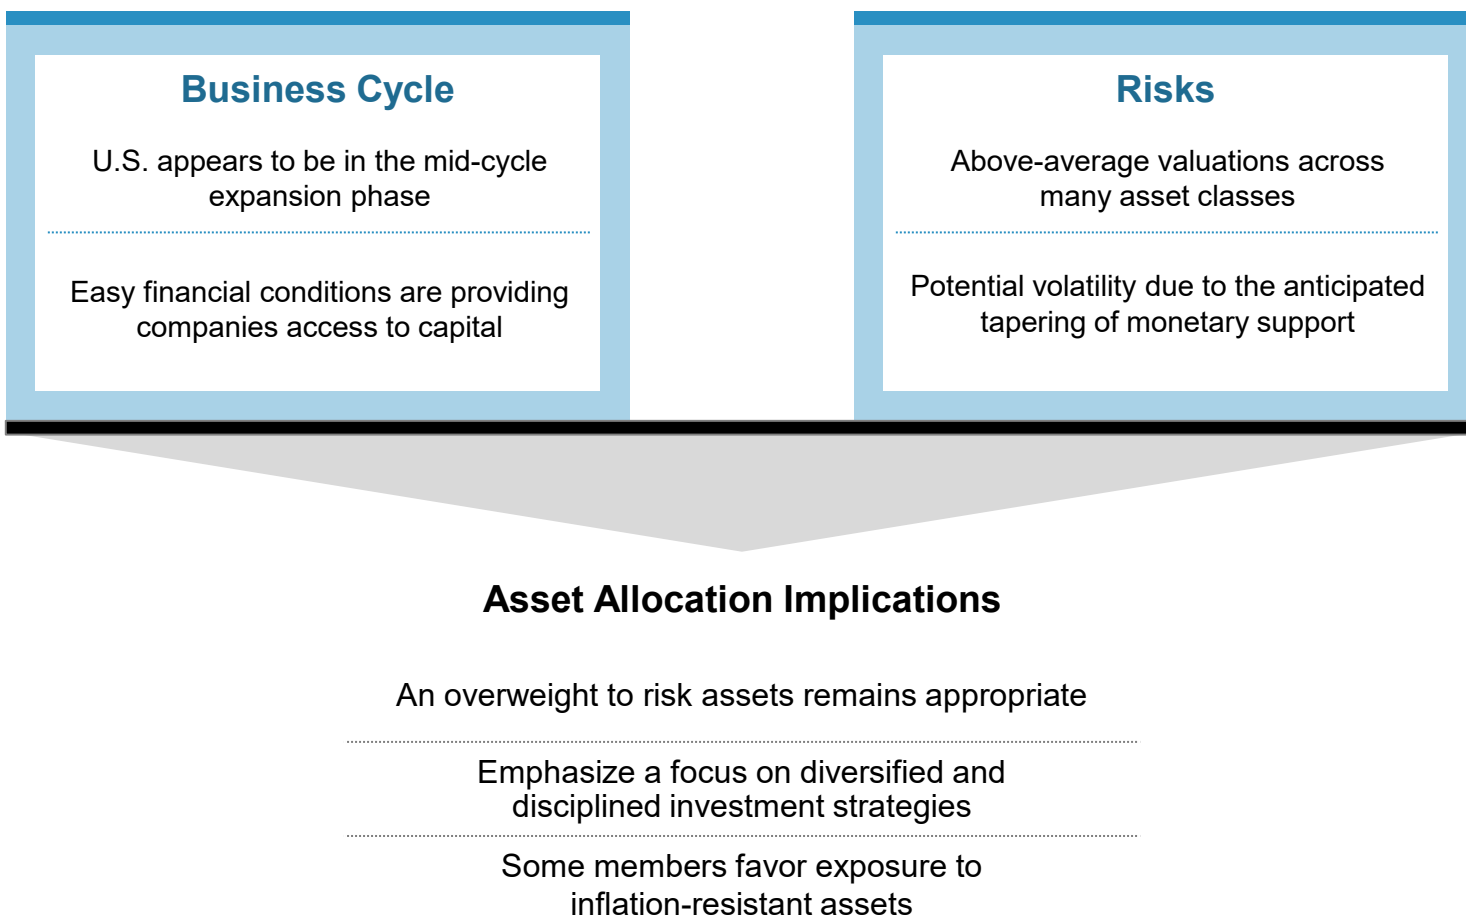 Business Cycle
U.S. appears to be in the mid-cycle
expansion phase
Easy financial conditions are providing
companies access to capital
Risks
Above-average valuations across
many asset classes
Potential volatility due to the anticipated
tapering of monetary support
Asset Allocation Implications
An overweight to risk assets remains appropriate
Emphasize a focus on diversified and
disciplined investment strategies
Some members favor exposure to
inflation-resistant assets